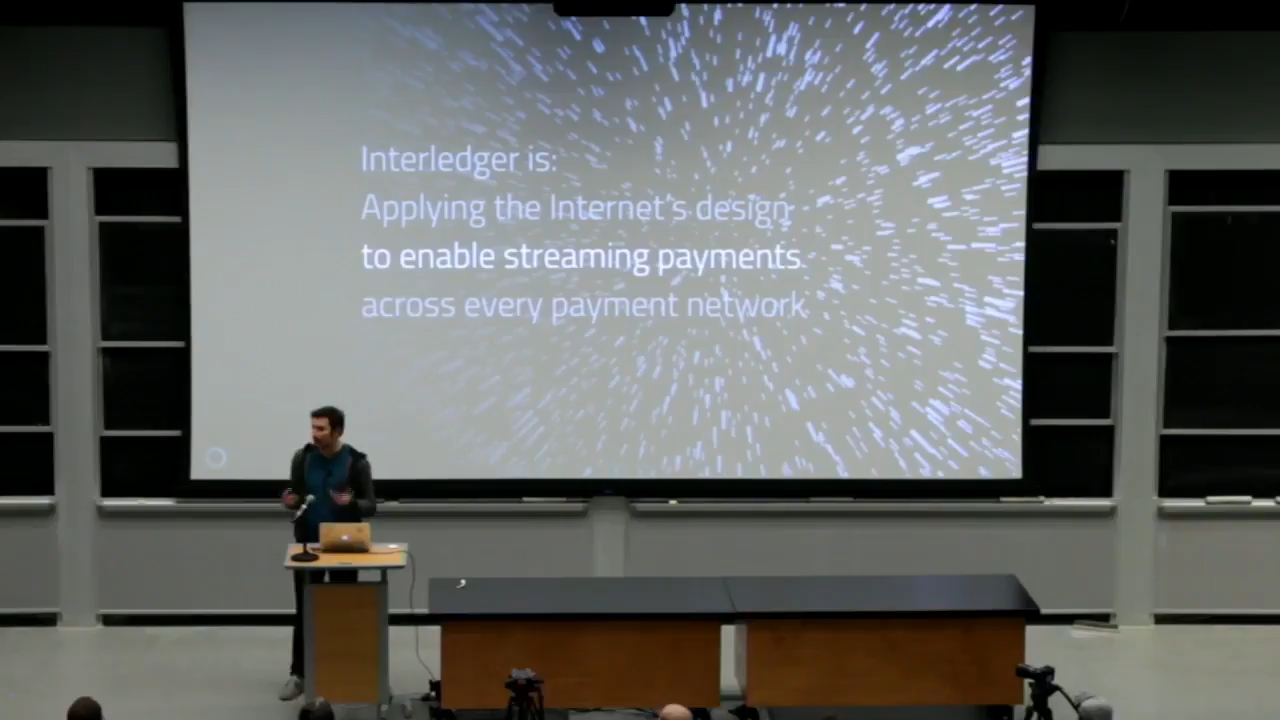 Interledger is:
Applying the Internet's design
to enable streaming payments
across every payment network